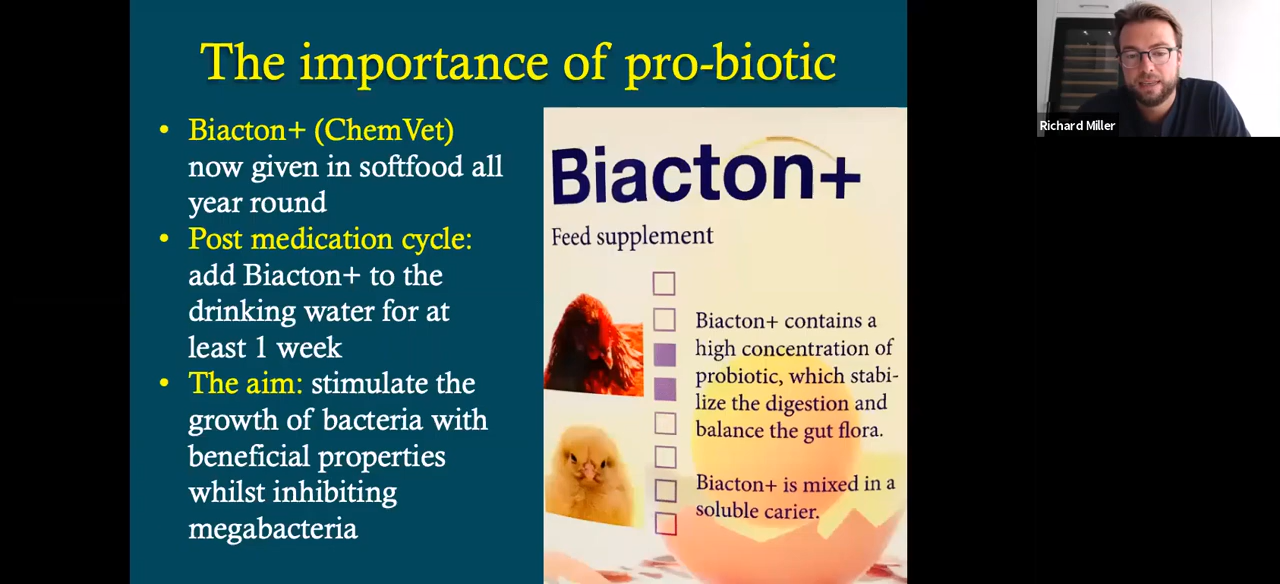 The importance of pro-biotic
• Biacton+ (ChemVet)
now given in softfood all
year round
• Post medication cycle:
add Biacton+ to the
drinking water for at
least 1 week
• The aim: stimulate the
growth of bacteria with
beneficial properties
whilst inhibiting
megabacteria
Biacton+
Feed supplement
Biacton+ contains a
high concentration of
probiotic, which stabi-
lize the digestion and
balance the gut flora.
Biacton+ is mixed in a
soluble carier.
Richard Miller